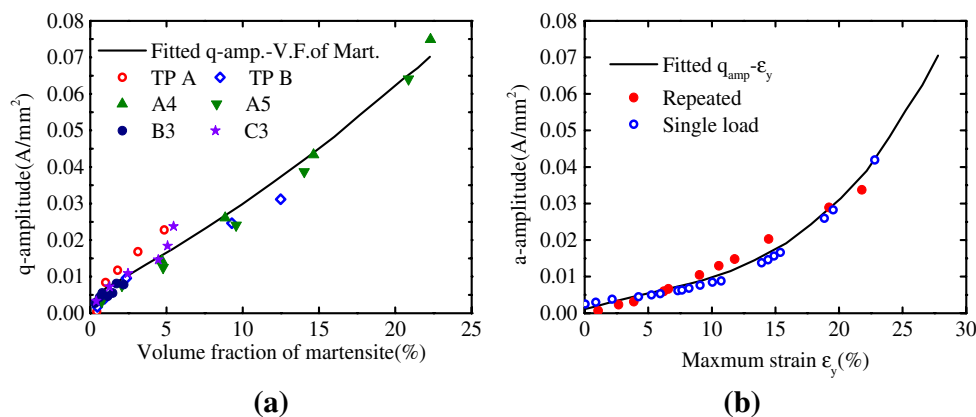 0.08
0.07
0.06
0.05
0.04
0.03
0.02
0.01
0.00
q-amplitude(A/mm²)
Fitted q-amp.-V.F.of Mart.
TP A TP B
A4 A5
B3 C3
0 5 10 15 20 25
Volume fraction of martensite(%)
(a)
0.08
0.07
0.06
0.05
0.04
0.03
0.02
0.01
0.00
a-amplitude(A/mm²)
Fitted q_amp-ε_y
Repeated
Single load
0 5 10 15 20 25 30
Maxmum strain ε_y(%)
(b)